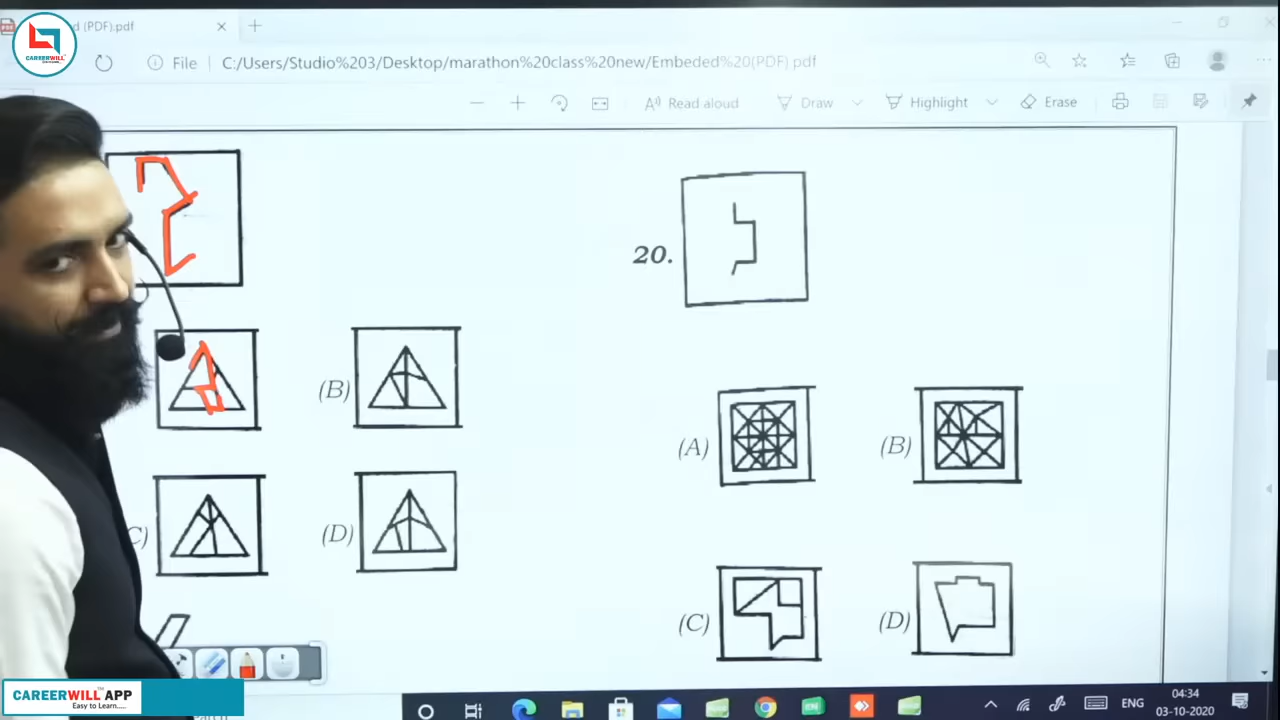 d (PDF).pdf
CAREERWILL
File
C:/Users/Studio%203/Desktop/marathon%20class%20new/Embeded%20(PDF).pdf
Read aloud
Draw
Highlight
Erase
20.
(B)
(A)
(B)
C)
(D)
(C)
(D)
CAREERWILL APP
Easy to Learn.....
ENG
04:34
03-10-2020